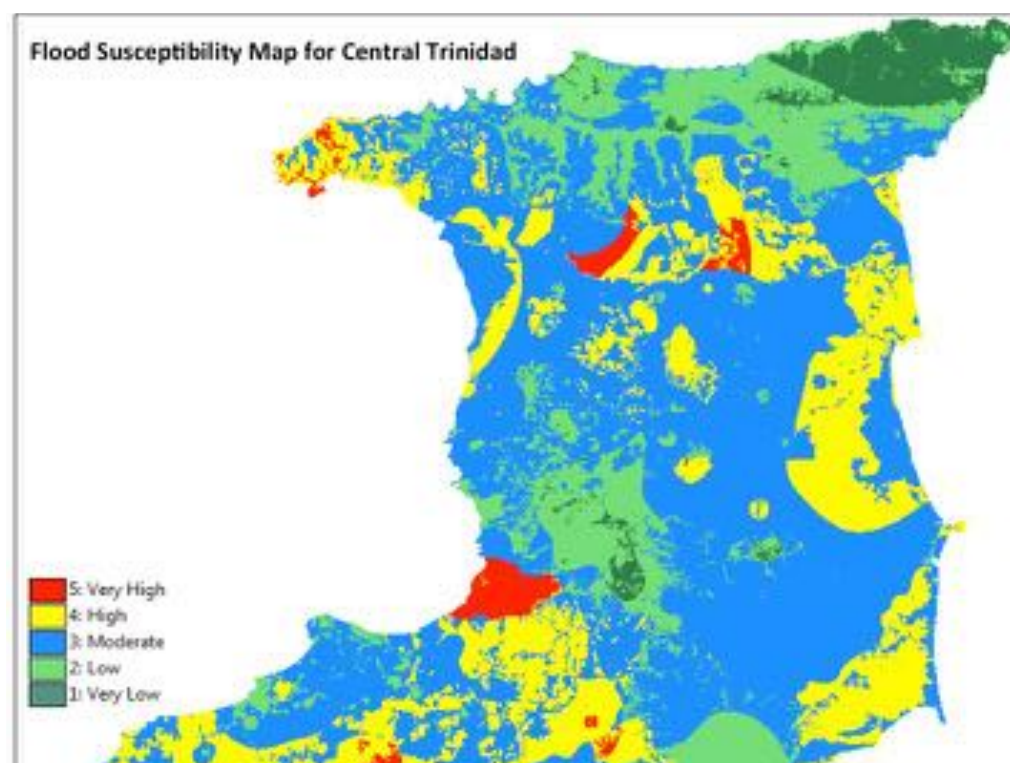 Flood Susceptibility Map for Central Trinidad
5: Very High
4: High
3: Moderate
2: Low
1: Very Low